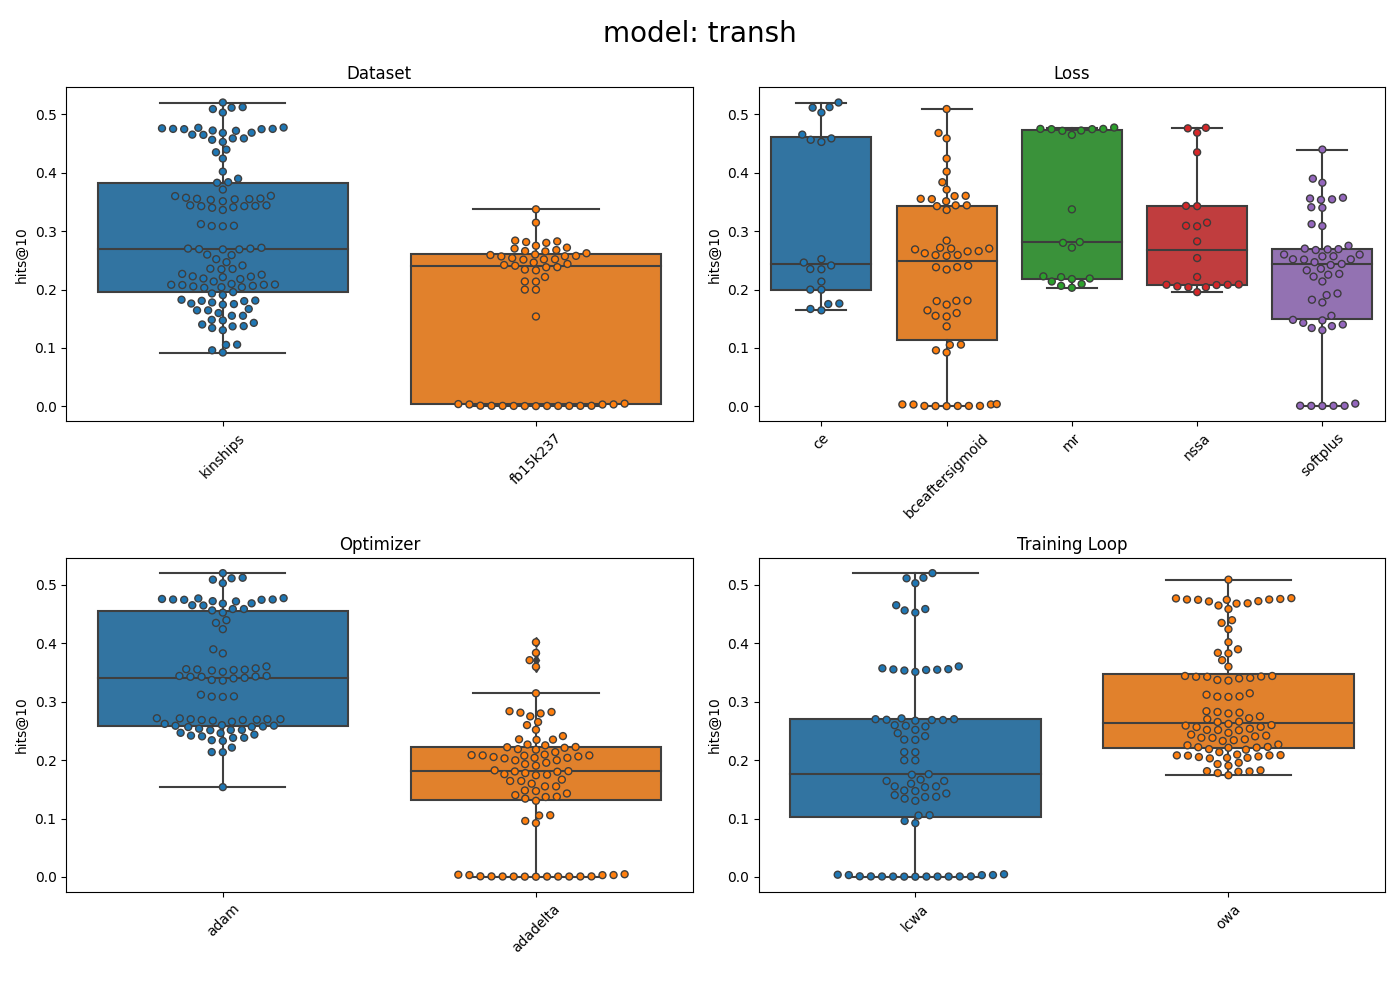 model: transh
Dataset
Loss
hits@10
0.5
0.4
0.3
0.2
0.1
0.0
kinships
fb15k237
hits@10
0.5
0.4
0.3
0.2
0.1
0.0
ce
bceaftersigmoid
mr
nssa
softplus
Optimizer
Training Loop
hits@10
0.5
0.4
0.3
0.2
0.1
0.0
adam
adadelta
hits@10
0.5
0.4
0.3
0.2
0.1
0.0
lcwa
owa